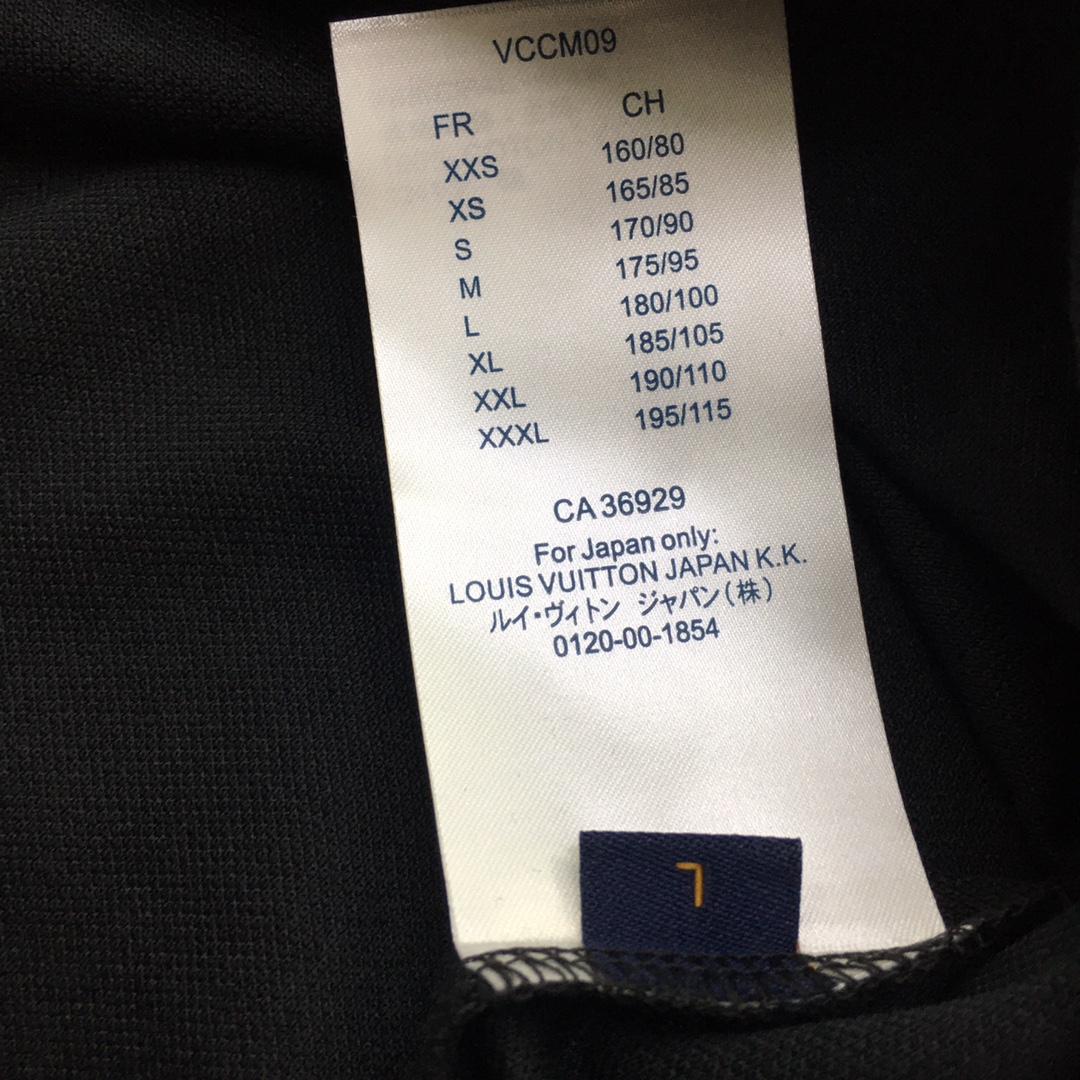 VCCM09
FR CH
XXS 160/80
XS 165/85
S 170/90
M 175/95
L 180/100
XL 185/105
XXL 190/110
XXXL 195/115
CA 36929
For Japan only:
LOUIS VUITTON JAPAN K.K.
ルイ・ヴィトン ジャパン(株)
0120-00-1854
L